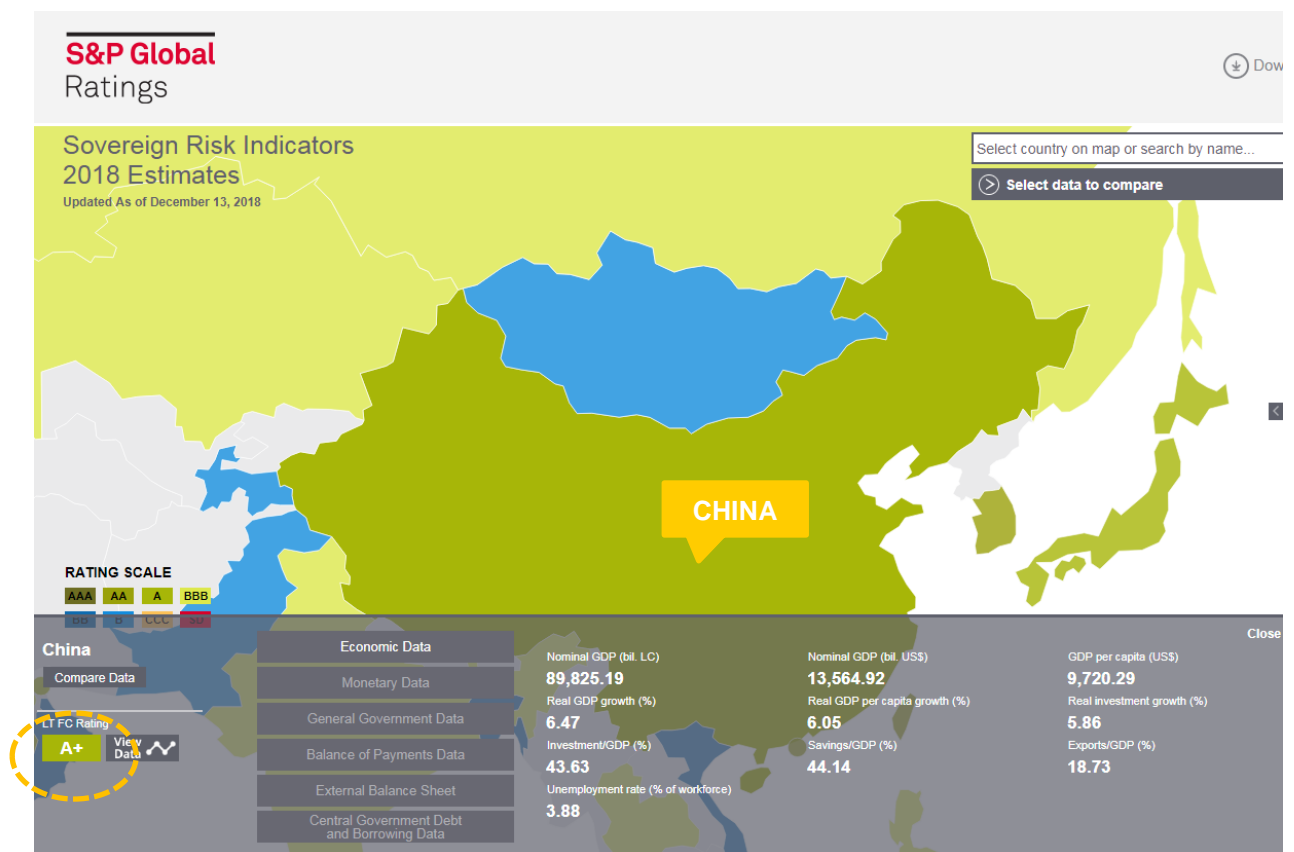 S&P Global
Ratings
Dow
Sovereign Risk Indicators
2018 Estimates
Updated As of December 13, 2018
Select country on map or search by name...
Select data to compare
CHINA
RATING SCALE
AAA AA A BBB
BB B CCC SD
Close
China
Compare Data
LT FC Rating
A+
View
Data
Economic Data
Monetary Data
General Government Data
Balance of Payments Data
External Balance Sheet
Central Government Debt
and Borrowing Data
Nominal GDP (bil. LC)
89,825.19
Nominal GDP (bil. US$)
13,564.92
GDP per capita (US$)
9,720.29
Real GDP growth (%)
6.47
Real GDP per capita growth (%)
6.05
Real investment growth (%)
5.86
Investment/GDP (%)
43.63
Savings/GDP (%)
44.14
Exports/GDP (%)
18.73
Unemployment rate (% of workforce)
3.88